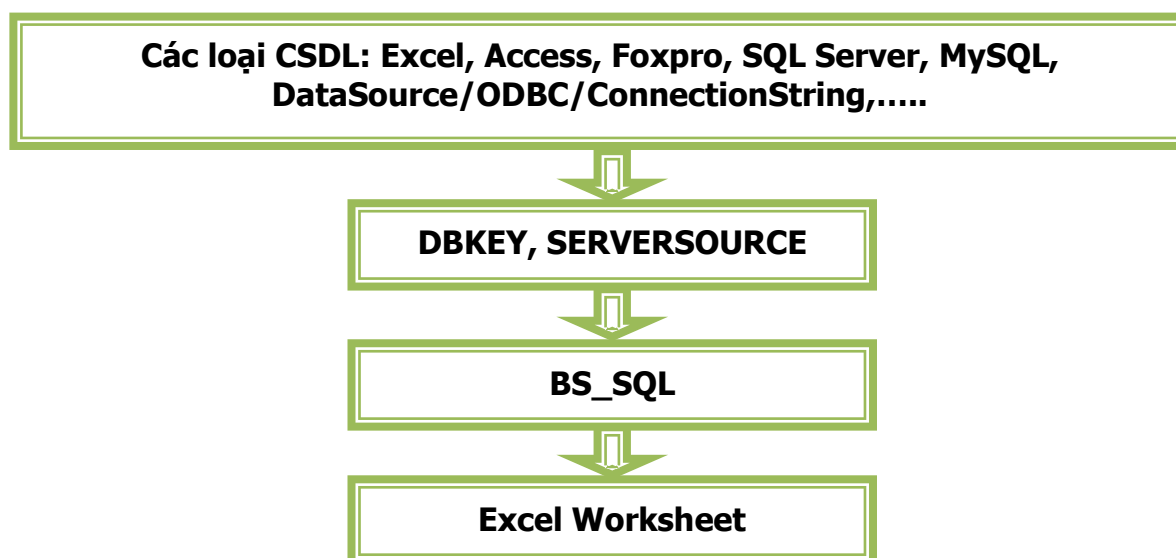 Các loại CSDL: Excel, Access, Foxpro, SQL Server, MySQL,
DataSource/ODBC/ConnectionString,…..
DBKEY, SERVERSOURCE
BS_SQL
Excel Worksheet